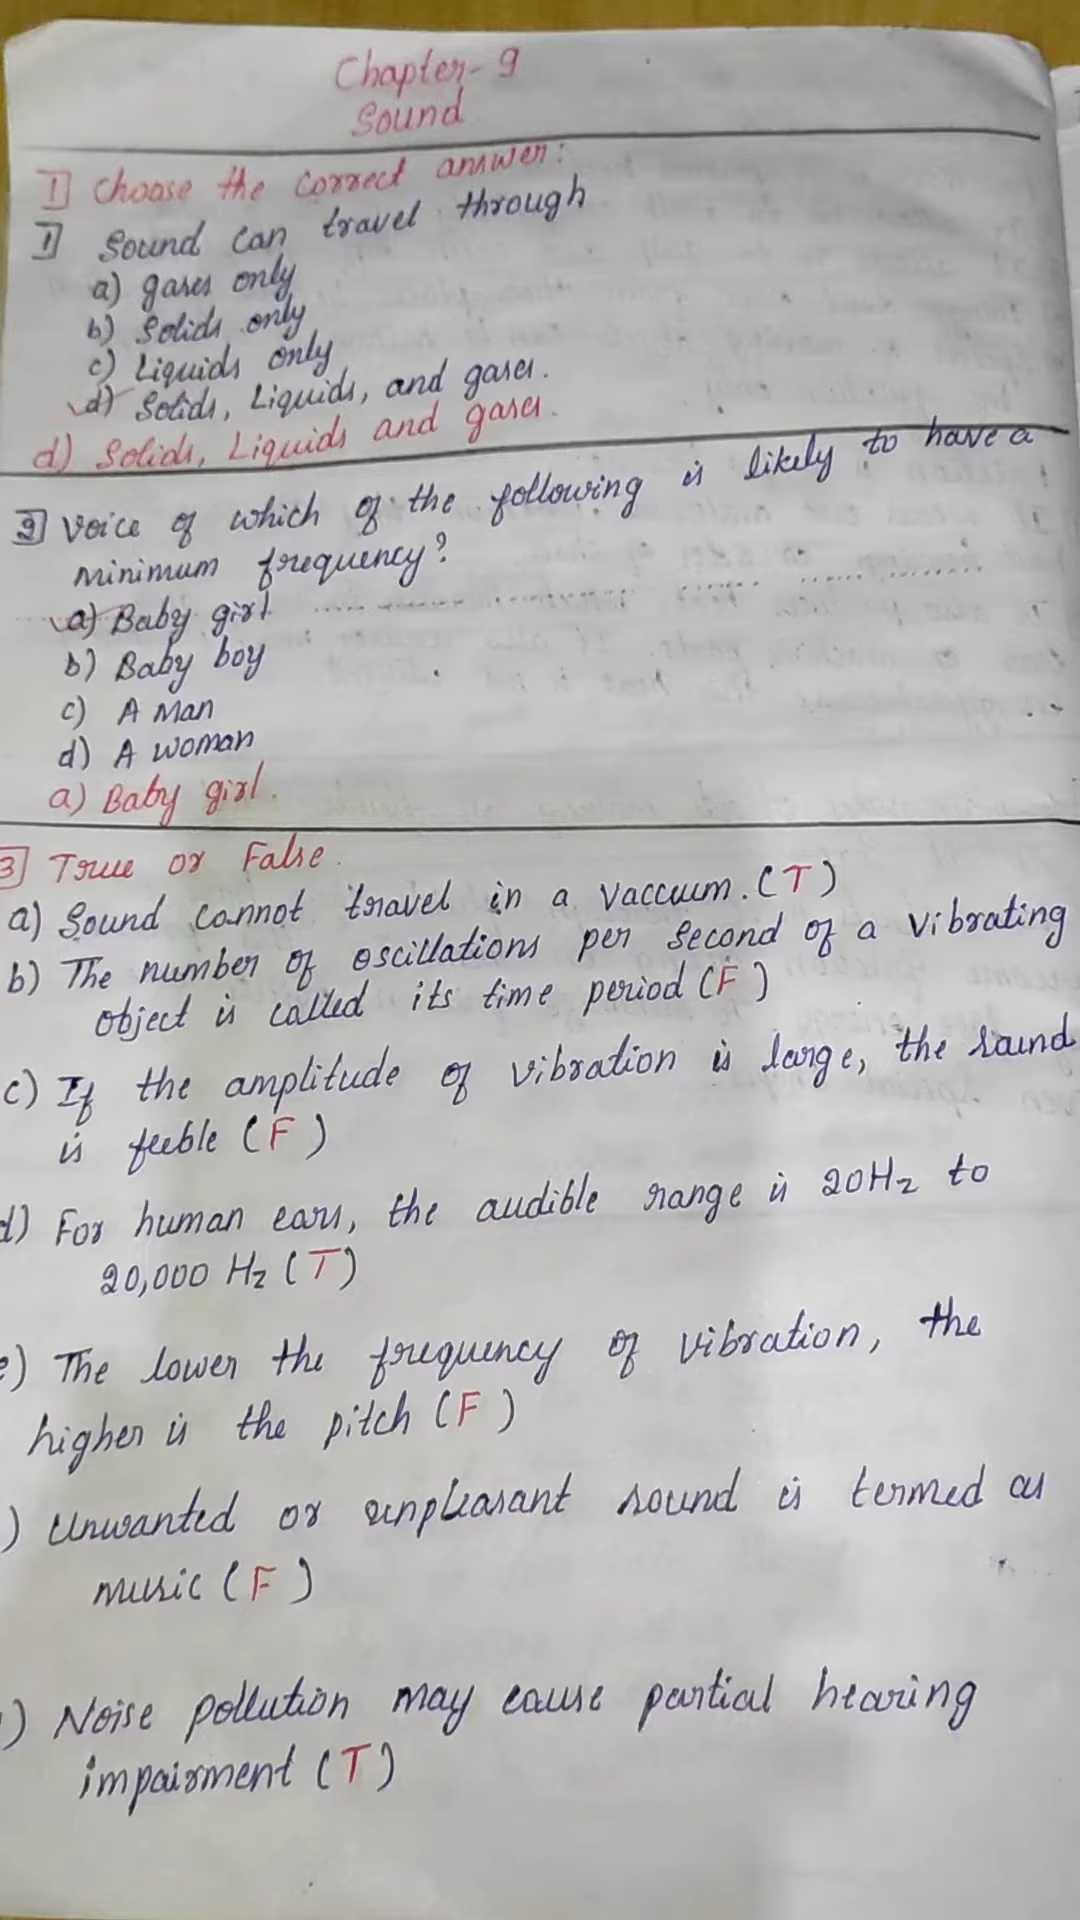 Chapter-9
Sound
1] Choose the Correct answer:
1] Sound Can travel through
a) gases only
b) Solids only
c) Liquids only
d) Solids, Liquids, and gases.
d) Solids, Liquids and gases.
2] Voice of which of the following is likely to have a
minimum frequency?
a) Baby girl
b) Baby boy
c) A Man
d) A woman
a) Baby girl.
3] True or False.
a) Sound cannot travel in a vaccum. (T)
b) The number of oscillations per second of a vibrating
object is called its time period (F)
c) If the amplitude of vibration is large, the sound
is feeble (F)
d) For human ears, the audible range is 20Hz to
20,000 Hz (T)
e) The lower the frequency of vibration, the
higher is the pitch (F)
) Unwanted or unpleasant sound is termed as
music (F)
) Noise pollution may cause partial hearing
impairment (T)